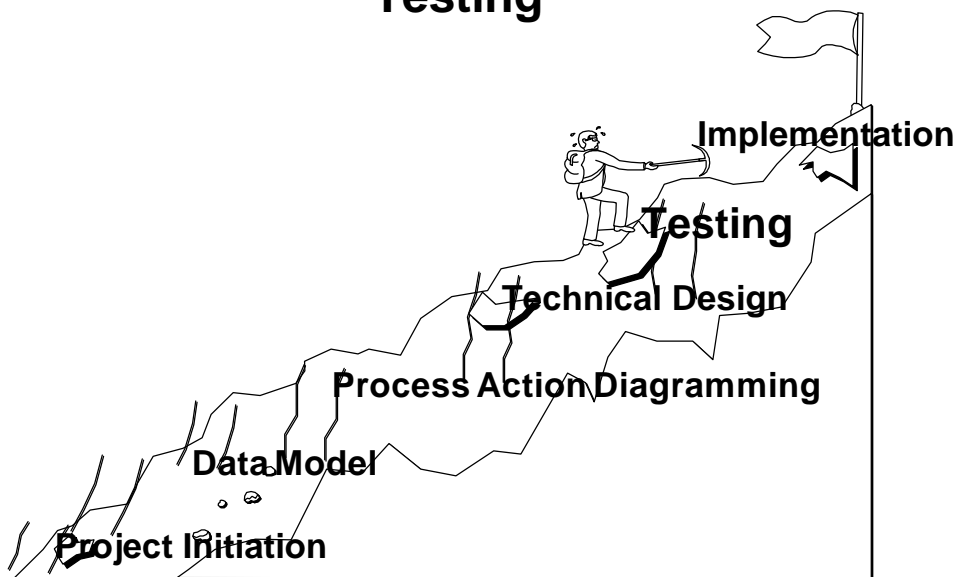 Testing
Implementation
Testing
Technical Design
Process Action Diagramming
Data Model
Project Initiation